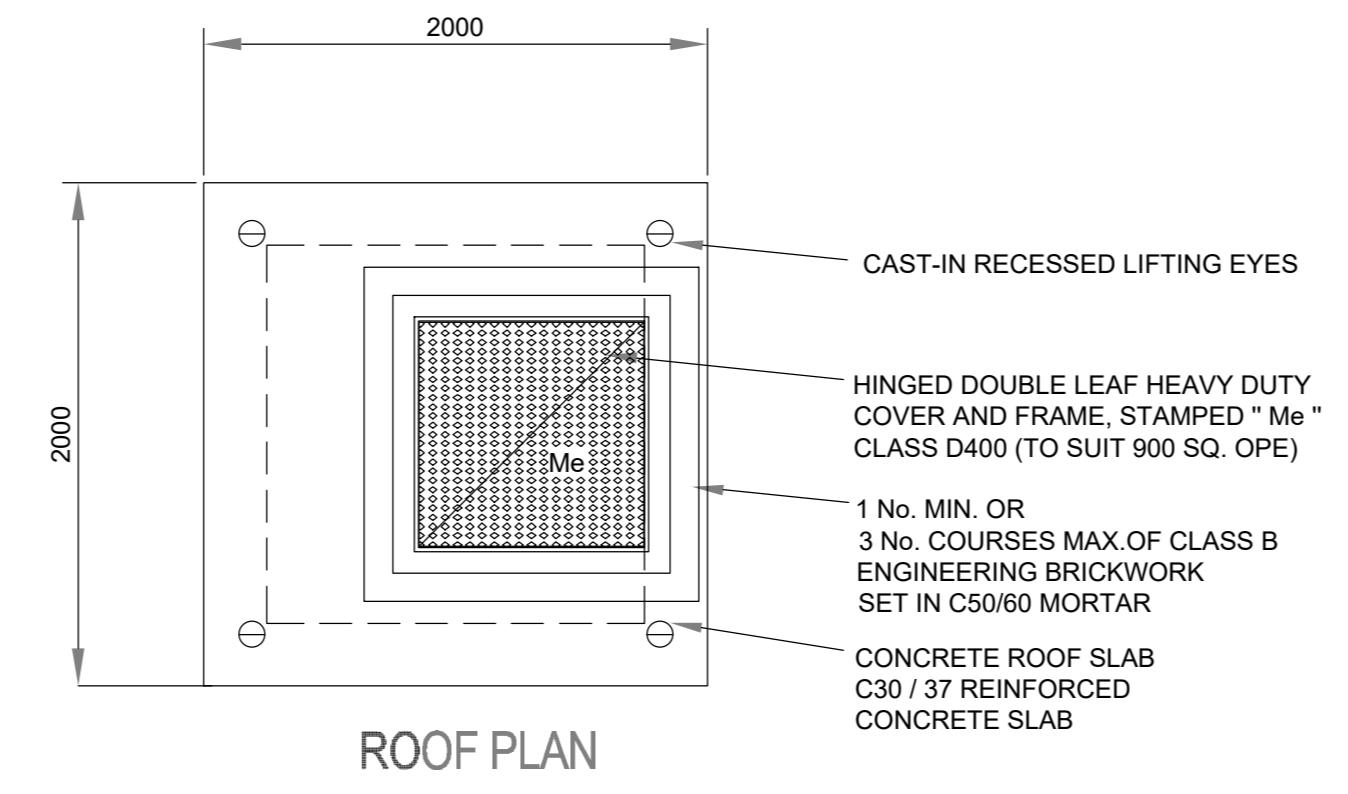 2000
2000
CAST-IN RECESSED LIFTING EYES
HINGED DOUBLE LEAF HEAVY DUTY
COVER AND FRAME, STAMPED " Me "
CLASS D400 (TO SUIT 900 SQ. OPE)
Me
1 No. MIN. OR
3 No. COURSES MAX.OF CLASS B
ENGINEERING BRICKWORK
SET IN C50/60 MORTAR
CONCRETE ROOF SLAB
C30 / 37 REINFORCED
CONCRETE SLAB
ROOF PLAN